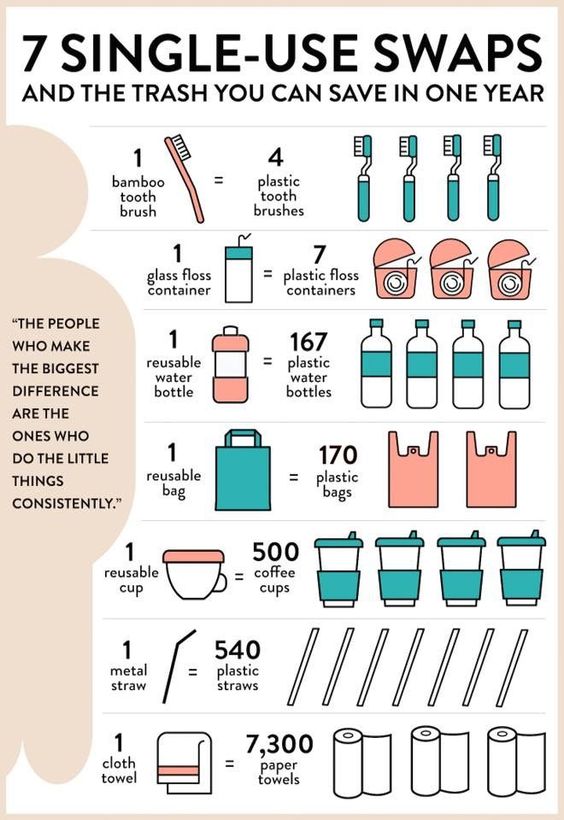 7 SINGLE-USE SWAPS
AND THE TRASH YOU CAN SAVE IN ONE YEAR
1
bamboo
tooth
brush
=
4
plastic
tooth
brushes
1
glass floss
container
=
7
plastic floss
containers
1
reusable
water
bottle
=
167
plastic
water
bottles
1
reusable
bag
=
170
plastic
bags
1
reusable
cup
=
500
coffee
cups
1
metal
straw
=
540
plastic
straws
1
cloth
towel
=
7,300
paper
towels
“THE PEOPLE
WHO MAKE
THE BIGGEST
DIFFERENCE
ARE THE
ONES WHO
DO THE LITTLE
THINGS
CONSISTENTLY.”